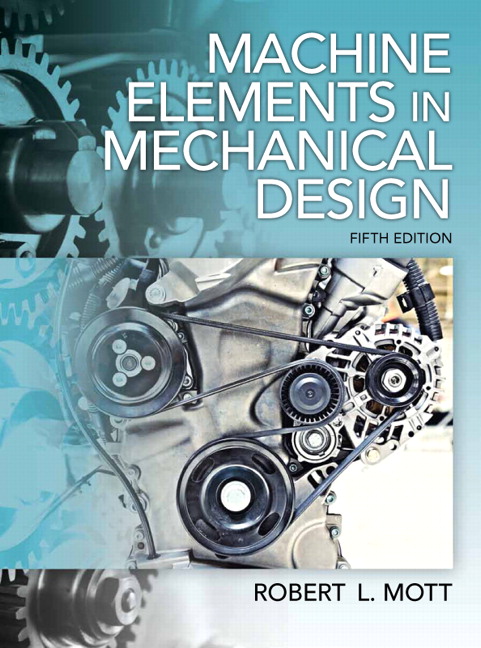 MACHINE
ELEMENTS IN
MECHANICAL
DESIGN
FIFTH EDITION
ROBERT L. MOTT